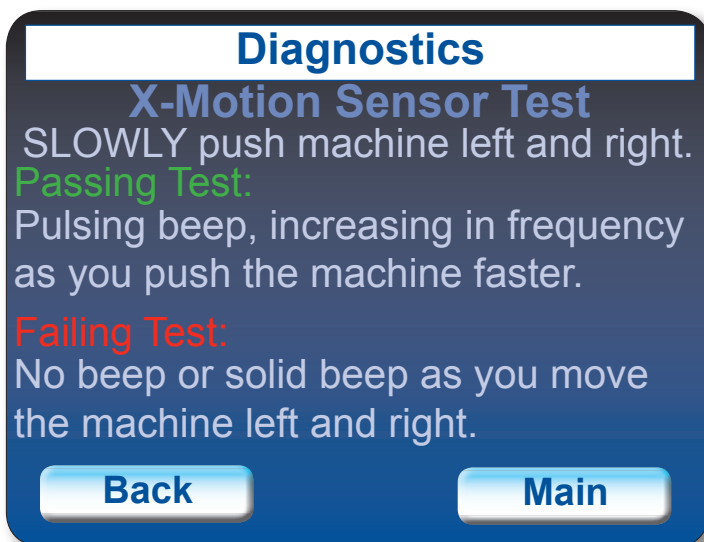 Diagnostics
X-Motion Sensor Test
SLOWLY push machine left and right.
Passing Test:
Pulsing beep, increasing in frequency
as you push the machine faster.
Failing Test:
No beep or solid beep as you move
the machine left and right.
Back
Main